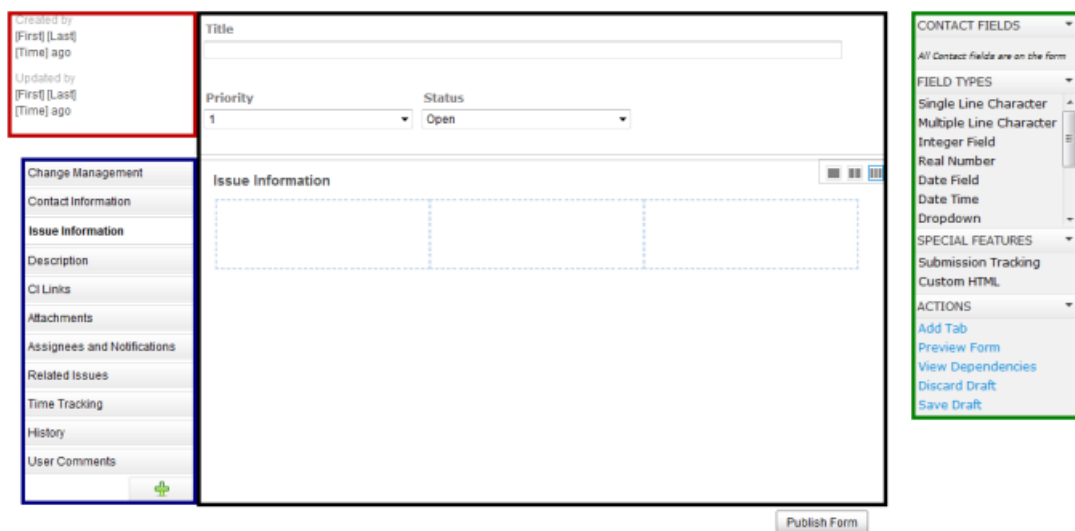 Created by
[First] [Last]
[Time] ago
Updated by
[First] [Last]
[Time] ago
Change Management
Contact Information
Issue Information
Description
CI Links
Attachments
Assignees and Notifications
Related Issues
Time Tracking
History
User Comments
Title
Priority Status
1 Open
Issue Information
Publish Form
CONTACT FIELDS
All Contact fields are on the form
FIELD TYPES
Single Line Character
Multiple Line Character
Integer Field
Real Number
Date Field
Date Time
Dropdown
SPECIAL FEATURES
Submission Tracking
Custom HTML
ACTIONS
Add Tab
Preview Form
View Dependencies
Discard Draft
Save Draft